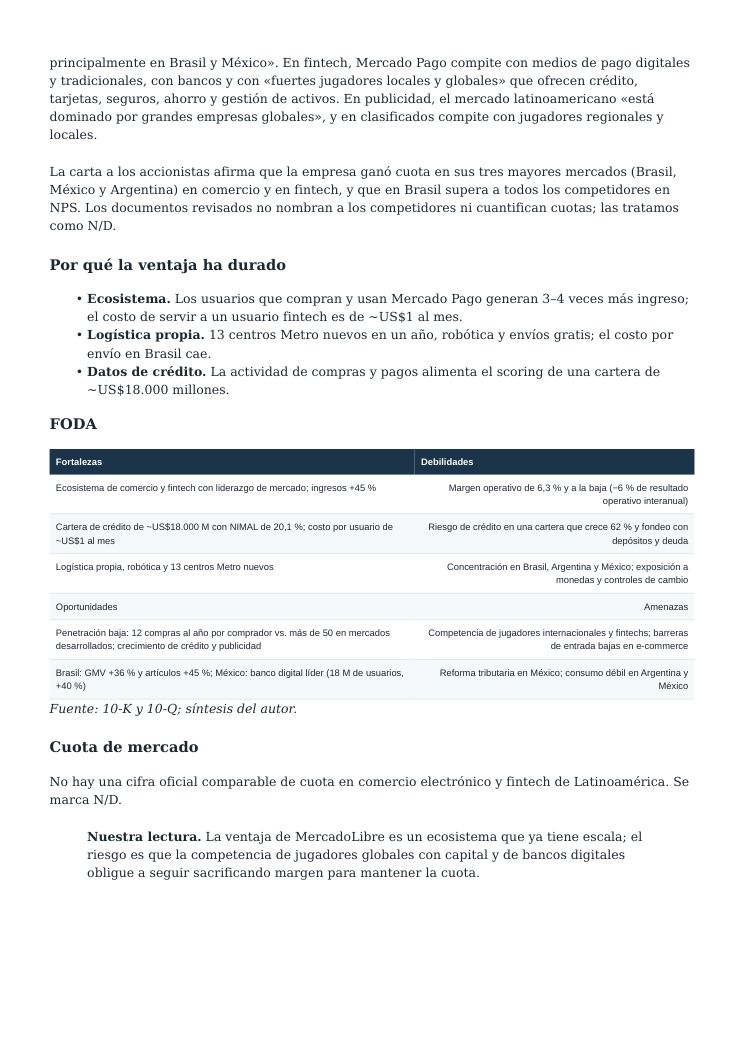 principalmente en Brasil y México». En fintech, Mercado Pago compite con medios de pago digitales
y tradicionales, con bancos y con «fuertes jugadores locales y globales» que ofrecen crédito,
tarjetas, seguros, ahorro y gestión de activos. En publicidad, el mercado latinoamericano «está
dominado por grandes empresas globales», y en clasificados compite con jugadores regionales y
locales.
La carta a los accionistas afirma que la empresa ganó cuota en sus tres mayores mercados (Brasil,
México y Argentina) en comercio y en fintech, y que en Brasil supera a todos los competidores en
NPS. Los documentos revisados no nombran a los competidores ni cuantifican cuotas; las tratamos
como N/D.
Por qué la ventaja ha durado
• Ecosistema. Los usuarios que compran y usan Mercado Pago generan 3–4 veces más ingreso;
el costo de servir a un usuario fintech es de ~US$1 al mes.
• Logística propia. 13 centros Metro nuevos en un año, robótica y envíos gratis; el costo por
envío en Brasil cae.
• Datos de crédito. La actividad de compras y pagos alimenta el scoring de una cartera de
~US$18.000 millones.
FODA
Fortalezas
Debilidades
Ecosistema de comercio y fintech con liderazgo de mercado; ingresos +45 %
Margen operativo de 6,3 % y a la baja (−6 % de resultado
operativo interanual)
Cartera de crédito de ~US$18.000 M con NIMAL de 20,1 %; costo por usuario de
~US$1 al mes
Riesgo de crédito en una cartera que crece 62 % y fondeo con
depósitos y deuda
Logística propia, robótica y 13 centros Metro nuevos
Concentración en Brasil, Argentina y México; exposición a
monedas y controles de cambio
Oportunidades
Amenazas
Penetración baja: 12 compras al año por comprador vs. más de 50 en mercados
desarrollados; crecimiento de crédito y publicidad
Competencia de jugadores internacionales y fintechs; barreras
de entrada bajas en e-commerce
Brasil: GMV +36 % y artículos +45 %; México: banco digital líder (18 M de usuarios,
+40 %)
Reforma tributaria en México; consumo débil en Argentina y
México
Fuente: 10-K y 10-Q; síntesis del autor.
Cuota de mercado
No hay una cifra oficial comparable de cuota en comercio electrónico y fintech de Latinoamérica. Se
marca N/D.
Nuestra lectura. La ventaja de MercadoLibre es un ecosistema que ya tiene escala; el
riesgo es que la competencia de jugadores globales con capital y de bancos digitales
obligue a seguir sacrificando margen para mantener la cuota.